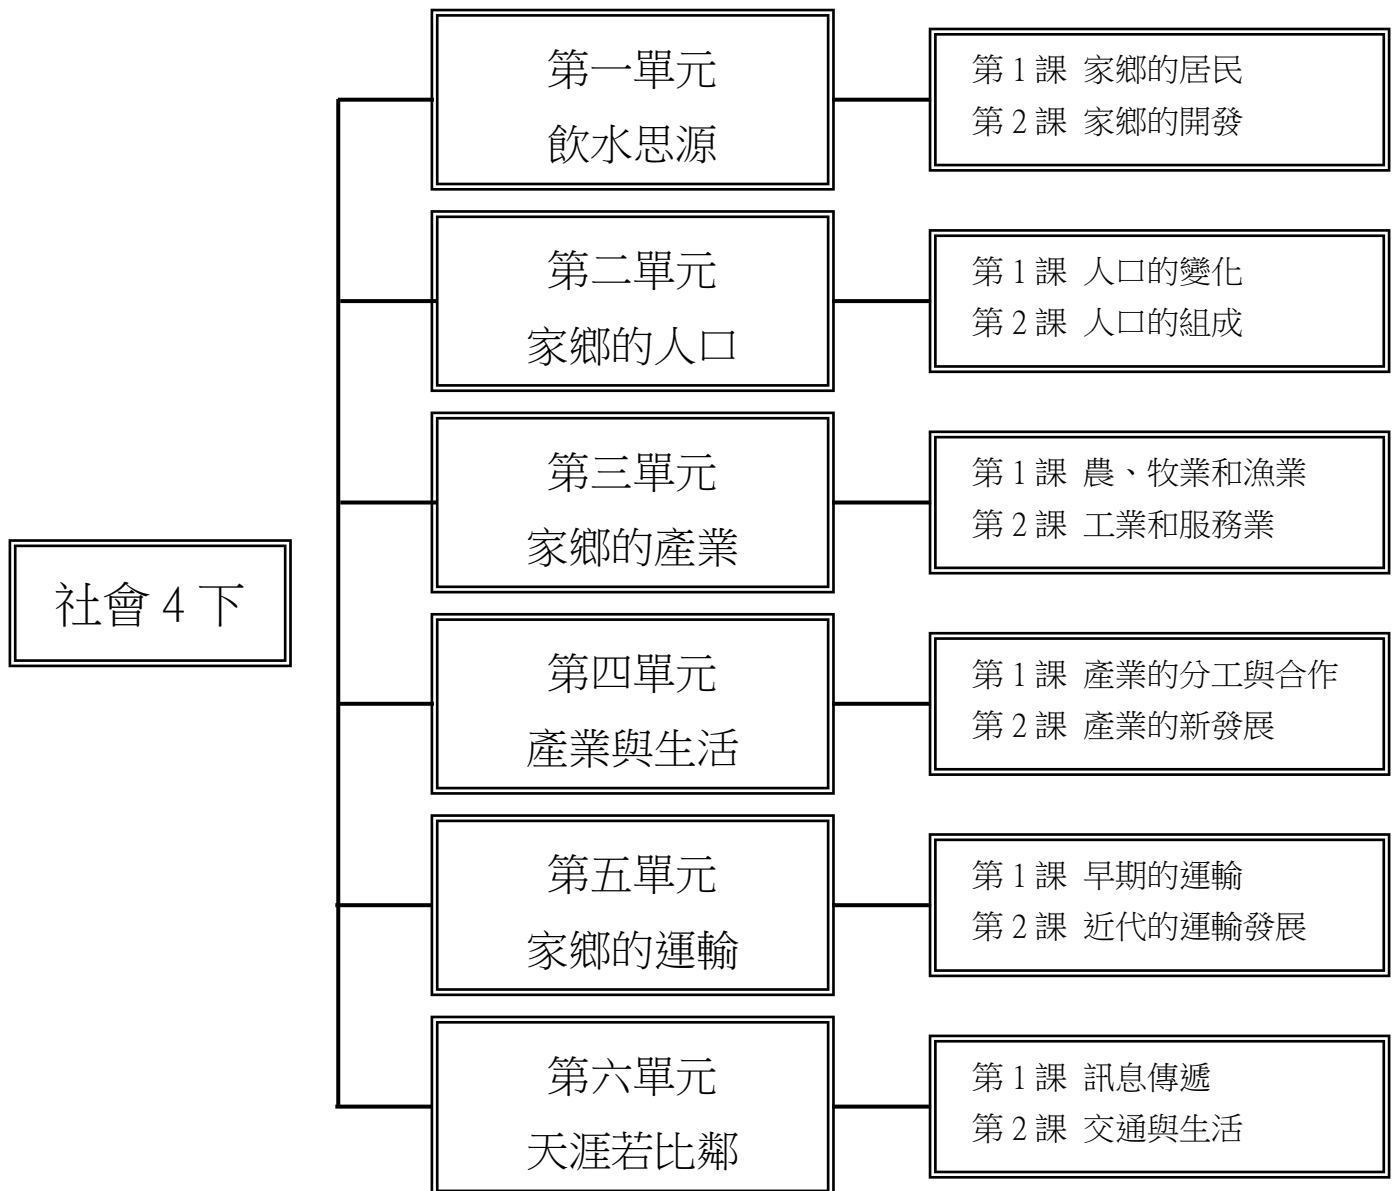 社會 4 下
第一單元
飲水思源
第 1 課 家鄉的居民
第 2 課 家鄉的開發
第二單元
家鄉的人口
第 1 課 人口的變化
第 2 課 人口的組成
第三單元
家鄉的產業
第 1 課 農、牧業和漁業
第 2 課 工業和服務業
第四單元
產業與生活
第 1 課 產業的分工與合作
第 2 課 產業的新發展
第五單元
家鄉的運輸
第 1 課 早期的運輸
第 2 課 近代的運輸發展
第六單元
天涯若比鄰
第 1 課 訊息傳遞
第 2 課 交通與生活